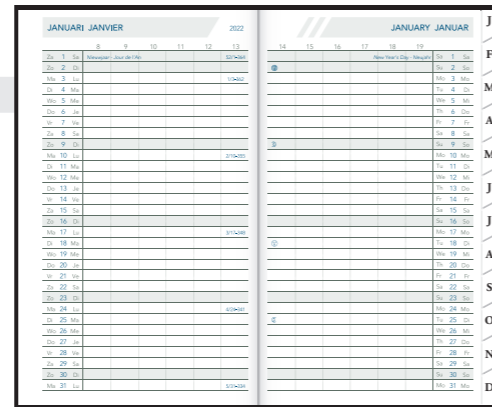 JANUARI JANVIER 2022
8 9 10 11 12 13
Za 1 Sa Nieuwjaar - Jour de l'An
Zo 2 Di
Ma 3 Lu
Di 4 Ma
Wo 5 Me
Do 6 Je
Vr 7 Ve
Za 8 Sa
Zo 9 Di
Ma 10 Lu
Di 11 Ma
Wo 12 Me
Do 13 Je
Vr 14 Ve
Za 15 Sa
Zo 16 Di
Ma 17 Lu
Di 18 Ma
Wo 19 Me
Do 20 Je
Vr 21 Ve
Za 22 Sa
Zo 23 Di
Ma 24 Lu
Di 25 Ma
Wo 26 Me
Do 27 Je
Vr 28 Ve
Za 29 Sa
Zo 30 Di
Ma 31 Lu
JANUARY JANUAR
14 15 16 17 18 19
New Year's Day - Neujahr Sa 1 Sa
Su 2 So
Mo 3 Mo
Tu 4 Di
We 5 Mi
Th 6 Do
Fr 7 Fr
Sa 8 Sa
Su 9 So
Mo 10 Mo
Tu 11 Di
We 12 Mi
Th 13 Do
Fr 14 Fr
Sa 15 Sa
Su 16 So
Mo 17 Mo
Tu 18 Di
We 19 Mi
Th 20 Do
Fr 21 Fr
Sa 22 Sa
Su 23 So
Mo 24 Mo
Tu 25 Di
We 26 Mi
Th 27 Do
Fr 28 Fr
Sa 29 Sa
Su 30 So
Mo 31 Mo
J
F
M
A
M
J
J
A
S
O
N
D